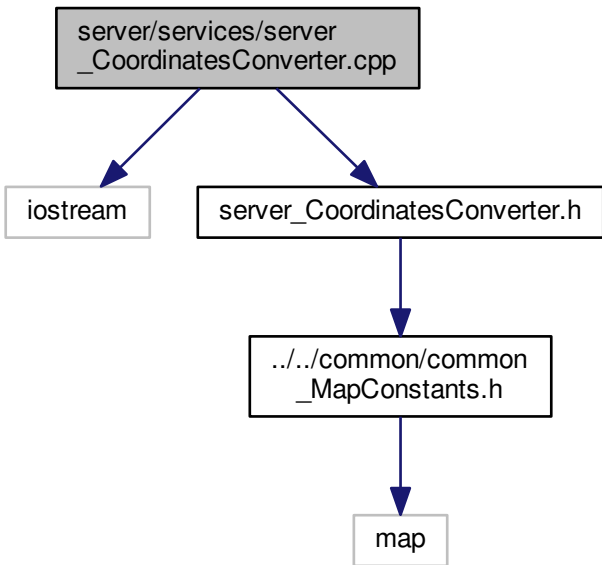 server/services/server
_CoordinatesConverter.cpp
iostream
server_CoordinatesConverter.h
../../common/common
_MapConstants.h
map